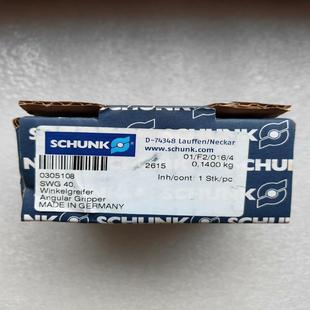 SCHUNK
D-74348 Lauffen/Neckar
www.schunk.com
01/F2/016/4
2615
0,1400 kg
0305108
Inh/cont: 1 Stk/pc
SWG 40
Winkelgreifer
Angular Gripper
MADE IN GERMANY
SCHUNK
SCHUNK